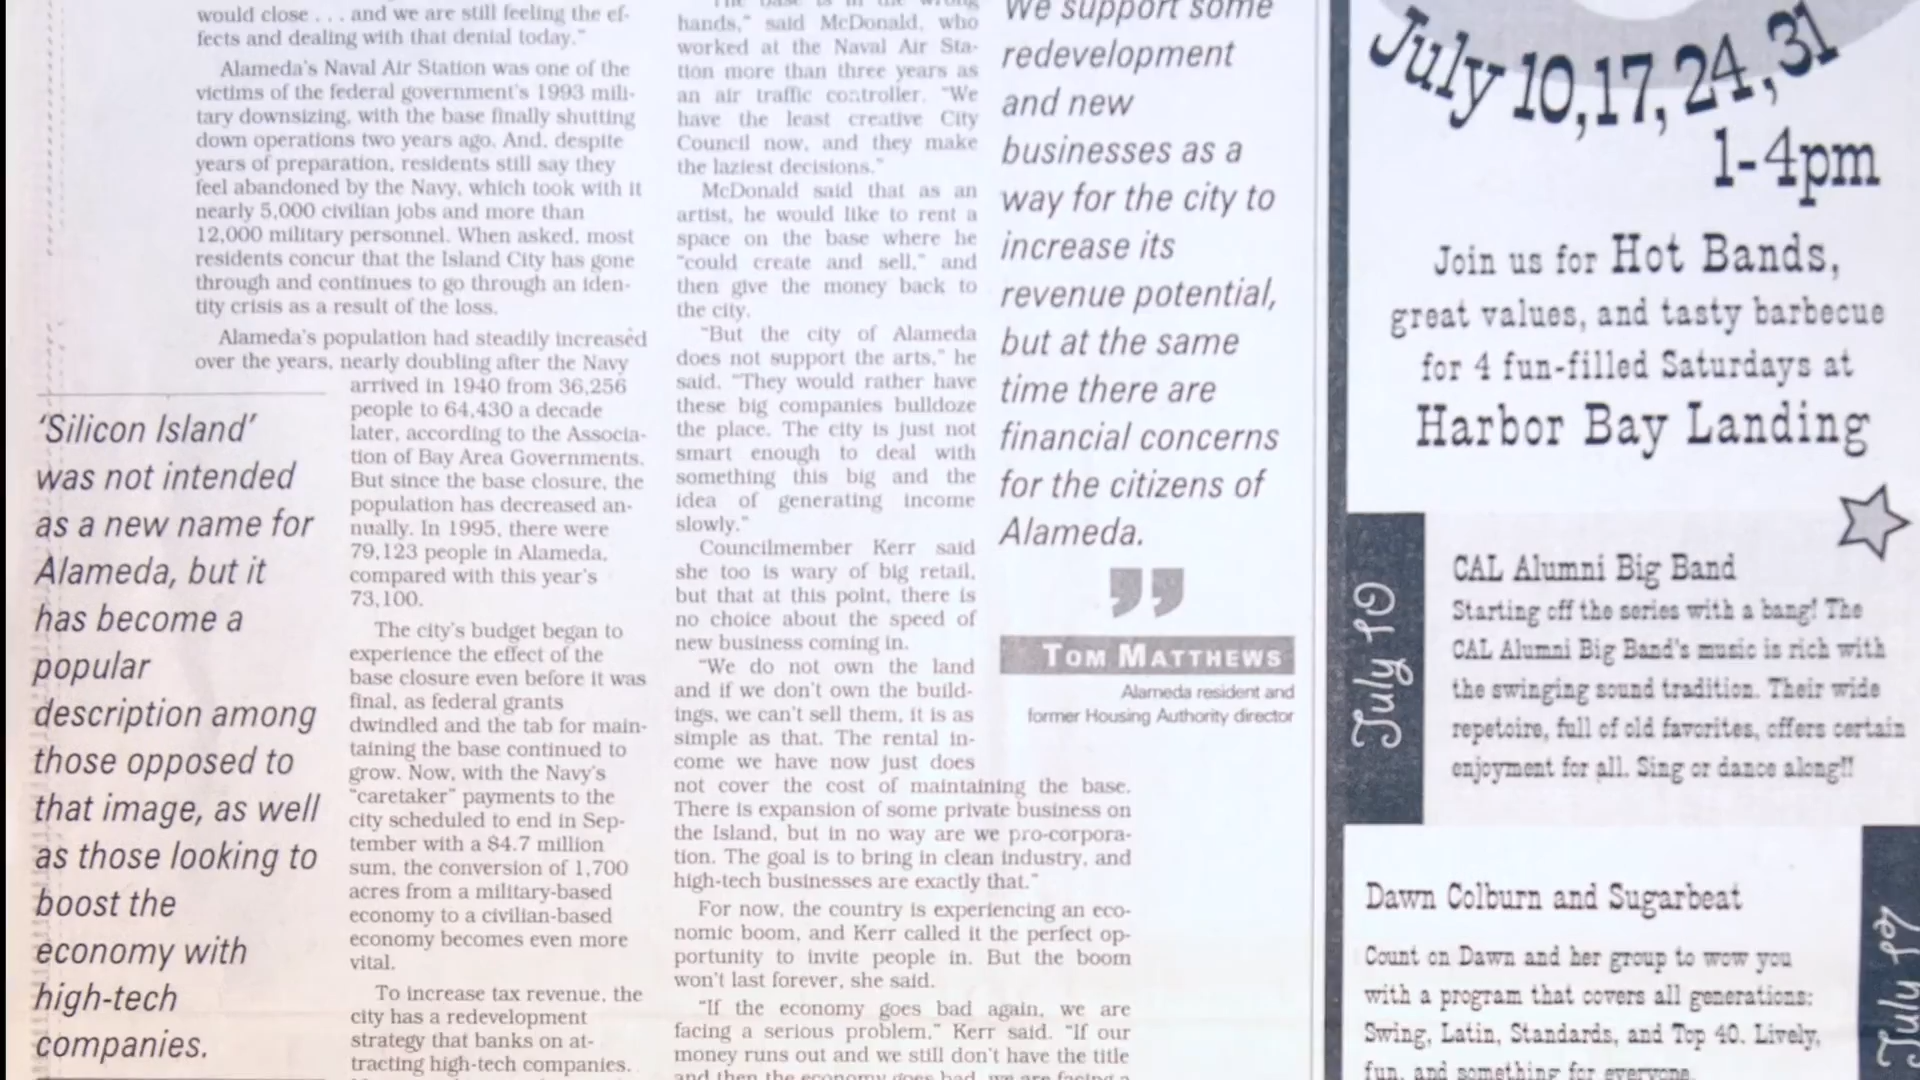 would close . . . and we are still feeling the ef-
fects and dealing with that denial today."
Alameda's Naval Air Station was one of the
victims of the federal government's 1993 mili-
tary downsizing, with the base finally shutting
down operations two years ago. And, despite
years of preparation, residents still say they
feel abandoned by the Navy, which took with it
nearly 5,000 civilian jobs and more than
12,000 military personnel. When asked, most
residents concur that the Island City has gone
through and continues to go through an iden-
tity crisis as a result of the loss.
Alameda's population had steadily increased
over the years, nearly doubling after the Navy
arrived in 1940 from 36,256
people to 64,430 a decade
later, according to the Associa-
tion of Bay Area Governments.
But since the base closure, the
population has decreased an-
nually. In 1995, there were
79,123 people in Alameda,
compared with this year's
73,100.
The city's budget began to
experience the effect of the
base closure even before it was
final, as federal grants
dwindled and the tab for main-
taining the base continued to
grow. Now, with the Navy's
"caretaker" payments to the
city scheduled to end in Sep-
tember with a $4.7 million
sum, the conversion of 1,700
acres from a military-based
economy to a civilian-based
economy becomes even more
vital.
To increase tax revenue, the
city has a redevelopment
strategy that banks on at-
tracting high-tech companies.
'Silicon Island'
was not intended
as a new name for
Alameda, but it
has become a
popular
description among
those opposed to
that image, as well
as those looking to
boost the
economy with
high-tech
companies.
"The base is in the wrong
hands," said McDonald, who
worked at the Naval Air Sta-
tion more than three years as
an air traffic controller. "We
have the least creative City
Council now, and they make
the laziest decisions."
McDonald said that as an
artist, he would like to rent a
space on the base where he
"could create and sell," and
then give the money back to
the city.
"But the city of Alameda
does not support the arts," he
said. "They would rather have
these big companies bulldoze
the place. The city is just not
smart enough to deal with
something this big and the
idea of generating income
slowly."
Councilmember Kerr said
she too is wary of big retail,
but that at this point, there is
no choice about the speed of
new business coming in.
"We do not own the land
and if we don't own the build-
ings, we can't sell them, it is as
simple as that. The rental in-
come we have now just does
not cover the cost of maintaining the base.
There is expansion of some private business on
the Island, but in no way are we pro-corpora-
tion. The goal is to bring in clean industry, and
high-tech businesses are exactly that."
For now, the country is experiencing an eco-
nomic boom, and Kerr called it the perfect op-
portunity to invite people in. But the boom
won't last forever, she said.
"If the economy goes bad again, we are
facing a serious problem," Kerr said. "If our
money runs out and we still don't have the title
and then the economy goes bad, we are facing a
We support some
redevelopment
and new
businesses as a
way for the city to
increase its
revenue potential,
but at the same
time there are
financial concerns
for the citizens of
Alameda.
”
TOM MATTHEWS
Alameda resident and
former Housing Authority director
July 10, 17, 24, 31
1-4pm
Join us for Hot Bands,
great values, and tasty barbecue
for 4 fun-filled Saturdays at
Harbor Bay Landing
July 10
CAL Alumni Big Band
Starting off the series with a bang! The
CAL Alumni Big Band's music is rich with
the swinging sound tradition. Their wide
repetoire, full of old favorites, offers certain
enjoyment for all. Sing or dance along!!
Dawn Colburn and Sugarbeat
Count on Dawn and her group to wow you
with a program that covers all generations:
Swing, Latin, Standards, and Top 40. Lively,
fun, and something for everyone.
July